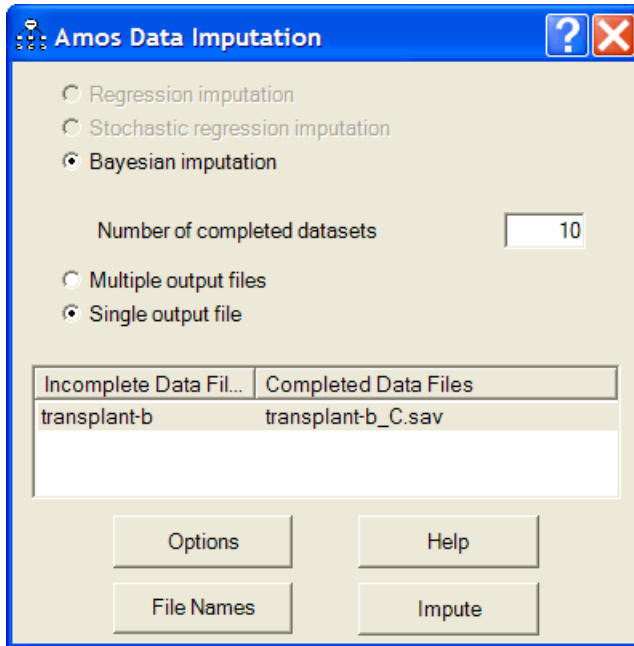 Amos Data Imputation
Regression imputation
Stochastic regression imputation
Bayesian imputation
Number of completed datasets 10
Multiple output files
Single output file
Incomplete Data Fil... Completed Data Files
transplant-b transplant-b_C.sav
Options Help
File Names Impute